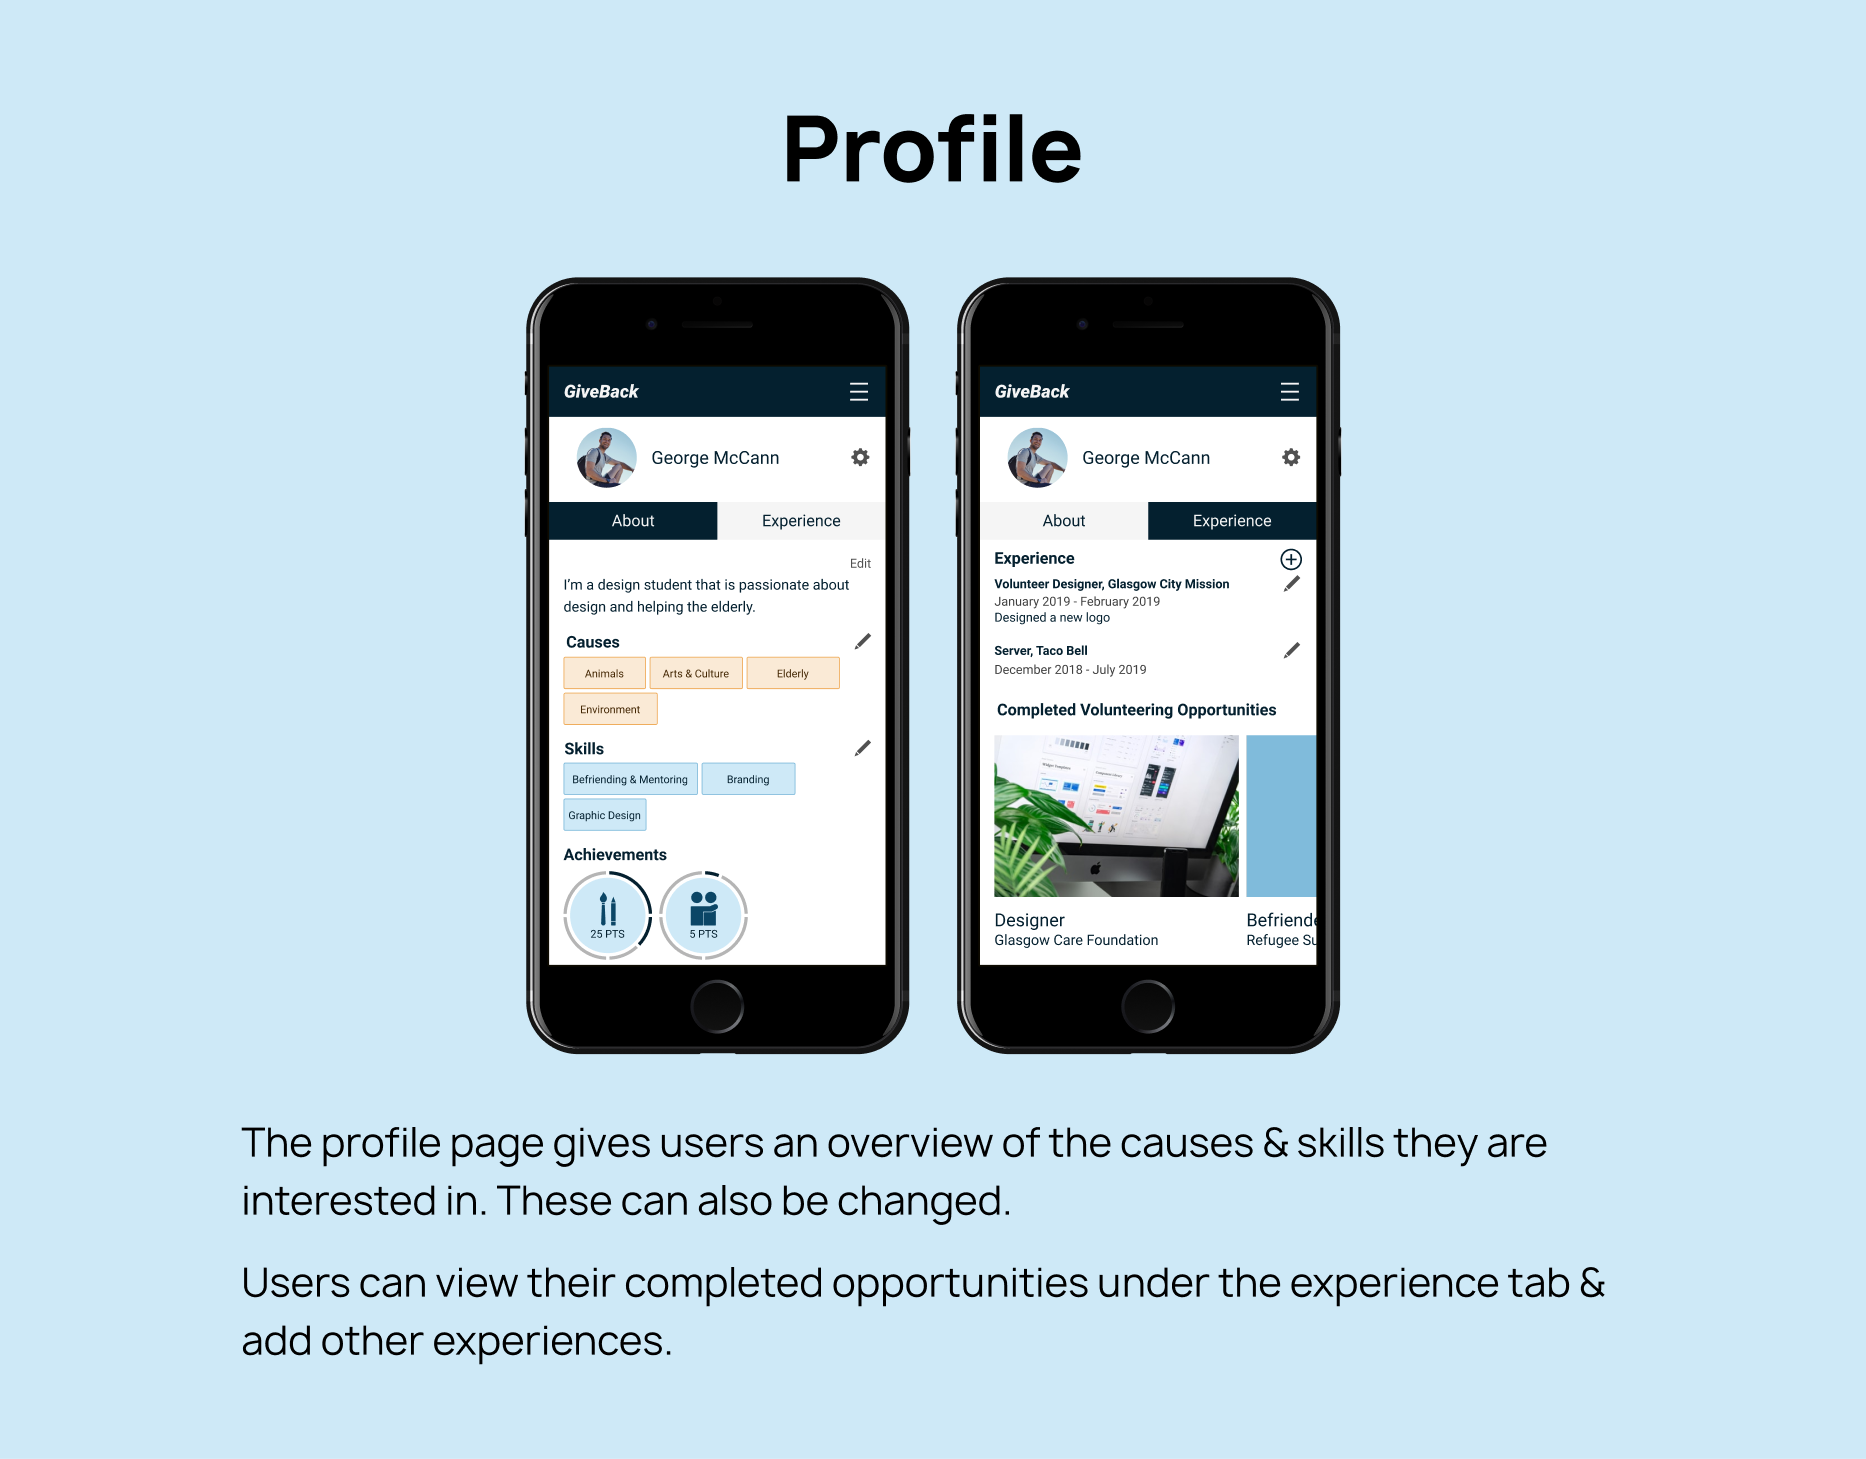 Profile
GiveBack
George McCann
About Experience
Edit
I'm a design student that is passionate about
design and helping the elderly.
Causes
Animals Arts & Culture Elderly
Environment
Skills
Befriending & Mentoring Branding
Graphic Design
Achievements
25 PTS 5 PTS
GiveBack
George McCann
About Experience
Experience
Volunteer Designer, Glasgow City Mission
January 2019 - February 2019
Designed a new logo
Server, Taco Bell
December 2018 - July 2019
Completed Volunteering Opportunities
Designer
Glasgow Care Foundation
Befriende
Refugee Su
The profile page gives users an overview of the causes & skills they are
interested in. These can also be changed.
Users can view their completed opportunities under the experience tab &
add other experiences.